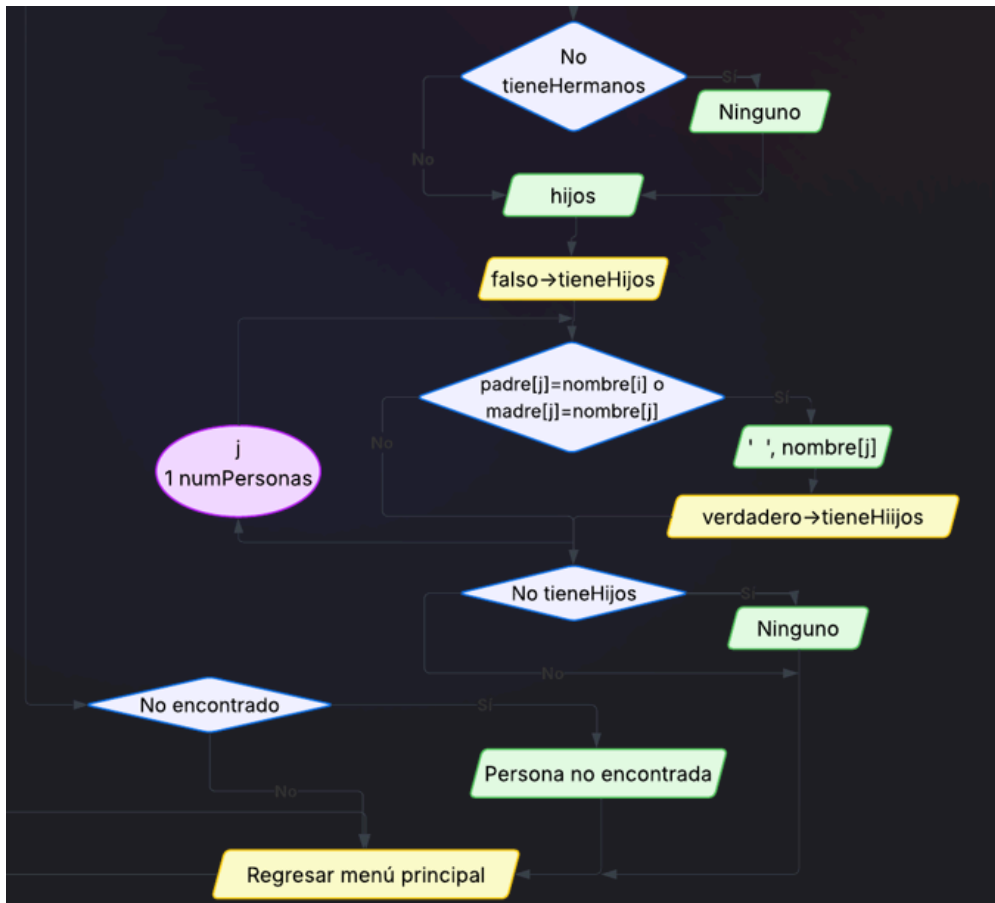 No
tieneHermanos
Sí
Ninguno
No
hijos
falso→tieneHijos
padre[j]=nombre[i] o
madre[j]=nombre[j]
Sí
No
' ', nombre[j]
j
1 numPersonas
verdadero→tieneHiijos
No tieneHijos
Sí
Ninguno
No
No encontrado
Sí
Persona no encontrada
No
Regresar menú principal